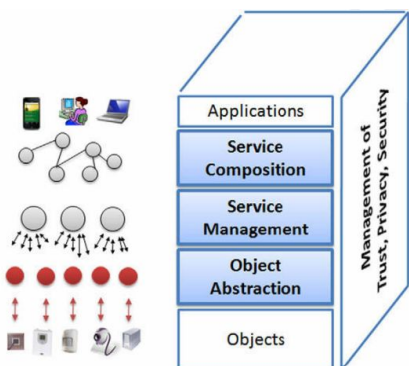 Applications
Service
Composition
Service
Management
Object
Abstraction
Objects
Management of
Trust, Privacy, Security